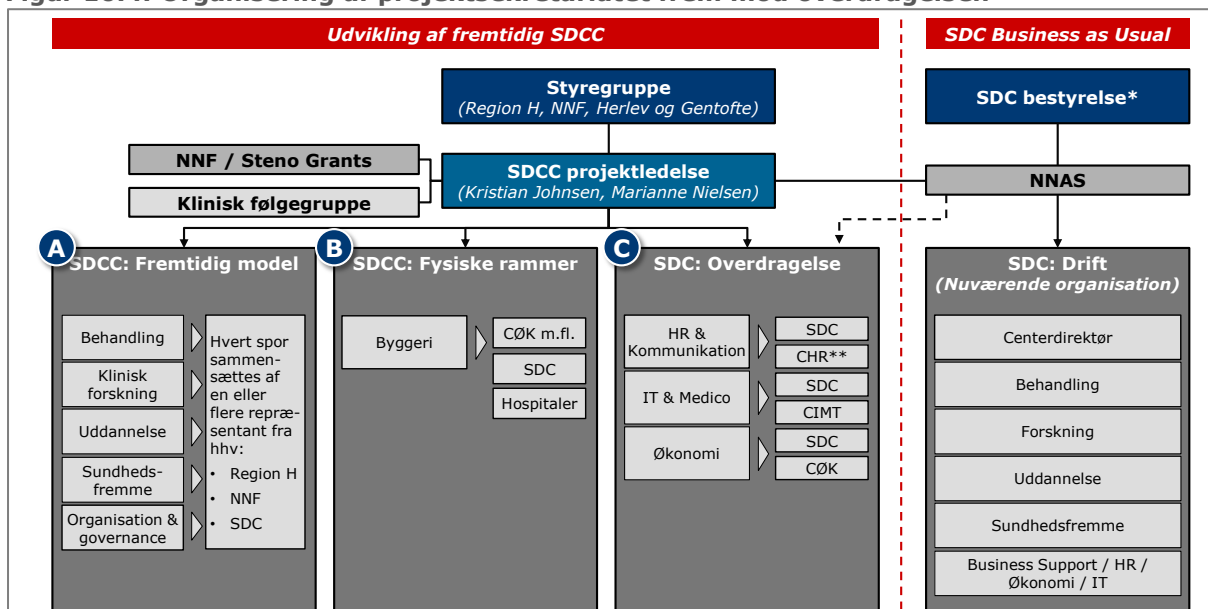 Udvikling af fremtidig SDCC
SDC Business as Usual
Styregruppe
(Region H, NNF, Herlev og Gentofte)
SDC bestyrelse*
NNF / Steno Grants
Klinisk følgegruppe
SDCC projektledelse
(Kristian Johnsen, Marianne Nielsen)
NNAS
A
SDCC: Fremtidig model
Behandling
Klinisk
forskning
Uddannelse
Sundheds-
fremme
Organisation &
governance
Hvert spor
sammen-
sættes af
en eller
flere repræ-
sentant fra
hhv:
• Region H
• NNF
• SDC
B
SDCC: Fysiske rammer
Byggeri
CØK m.fl.
SDC
Hospitaler
C
SDC: Overdragelse
HR &
Kommunikation
SDC
CHR**
IT & Medico
SDC
CIMT
Økonomi
SDC
CØK
SDC: Drift
(Nuværende organisation)
Centerdirektør
Behandling
Forskning
Uddannelse
Sundhedsfremme
Business Support / HR /
Økonomi / IT